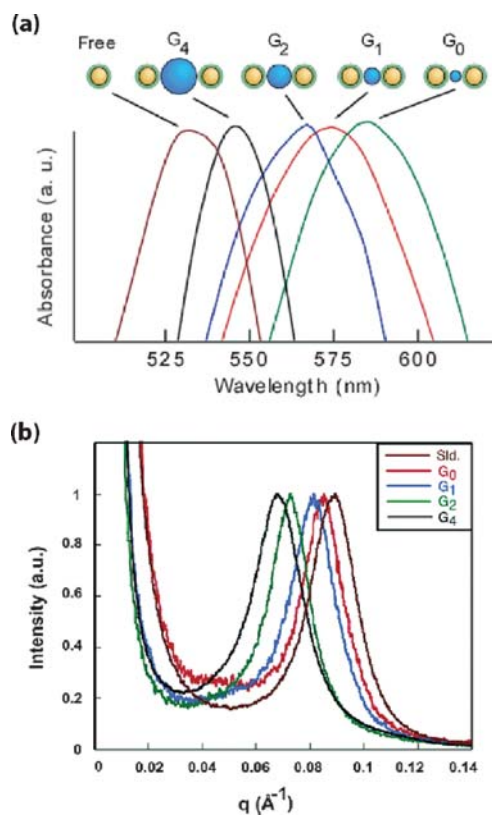 (a)
Free G4 G2 G1 G0
Absorbance (a. u.)
525 550 575 600
Wavelength (nm)
(b)
Sld.
G0
G1
G2
G4
Intensity (a.u.)
1
0.8
0.6
0.4
0.2
0
0 0.02 0.04 0.06 0.08 0.10 0.12 0.14
q (Å-1)